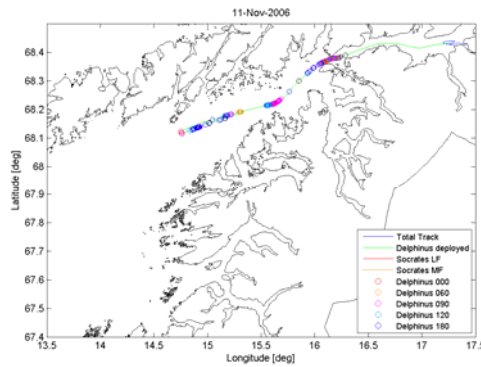 11-Nov-2006
68.4
68.3
68.2
68.1
68
67.9
67.8
67.7
67.6
67.5
67.4
Latitude [deg]
13.5
14
14.5
15
15.5
16
16.5
17
17.5
Longitude [deg]
Total Track
Delphinus deployed
Socrates LF
Socrates MF
Delphinus 000
Delphinus 060
Delphinus 090
Delphinus 120
Delphinus 180